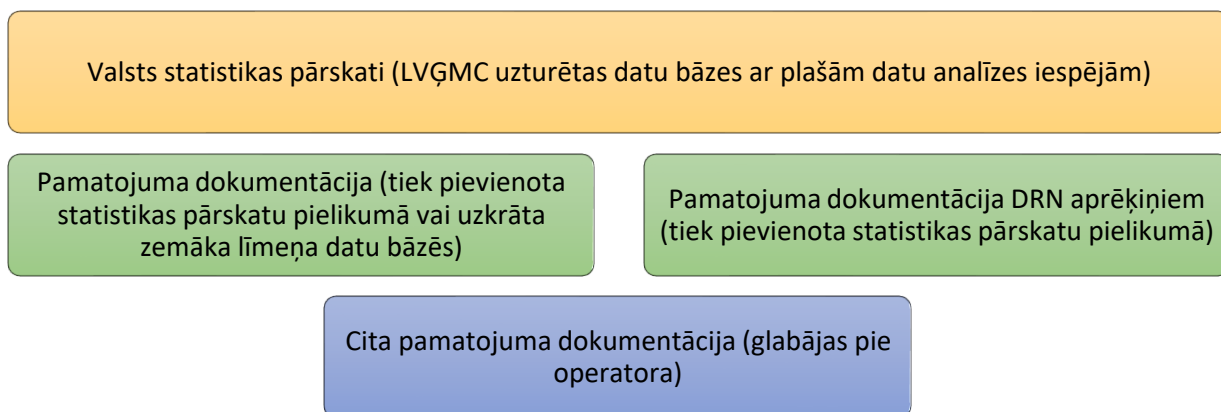 Valsts statistikas pārskati (LVĢMC uzturētas datu bāzes ar plašām datu analīzes iespējām)
Pamatojuma dokumentācija (tiek pievienota
statistikas pārskatu pielikumā vai uzkrāta
zemāka līmeņa datu bāzēs)
Pamatojuma dokumentācija DRN aprēķiniem
(tiek pievienota statistikas pārskatu pielikumā)
Cita pamatojuma dokumentācija (glabājas pie
operatora)